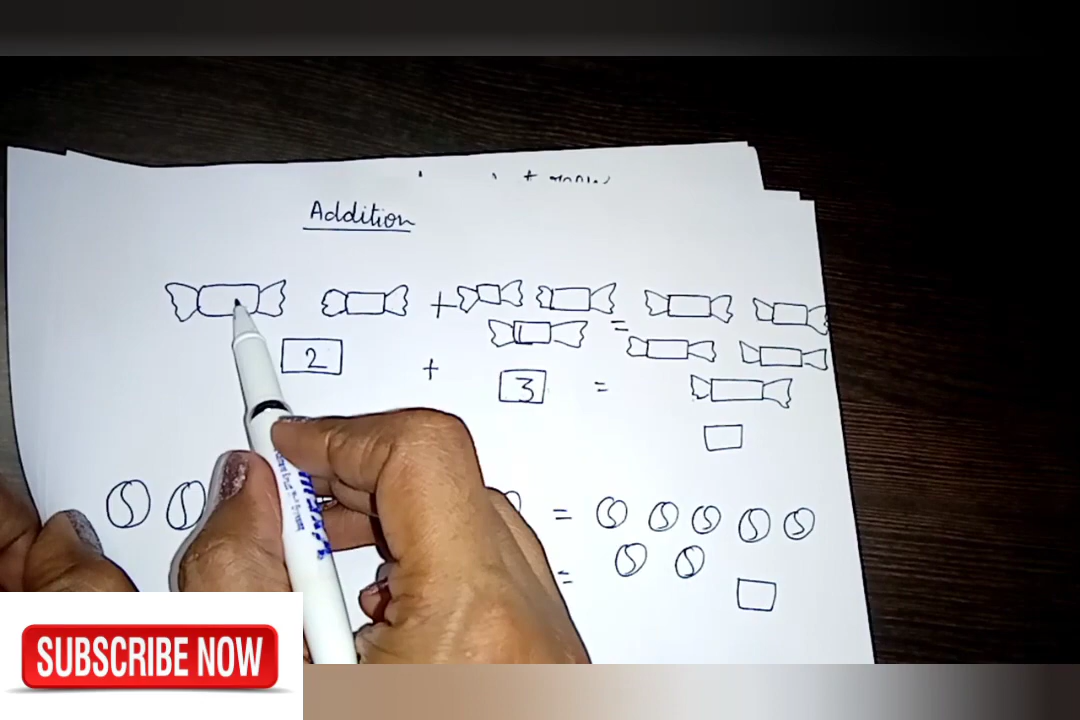 Addition
+ =
2 + 3 =
=
=
SUBSCRIBE NOW